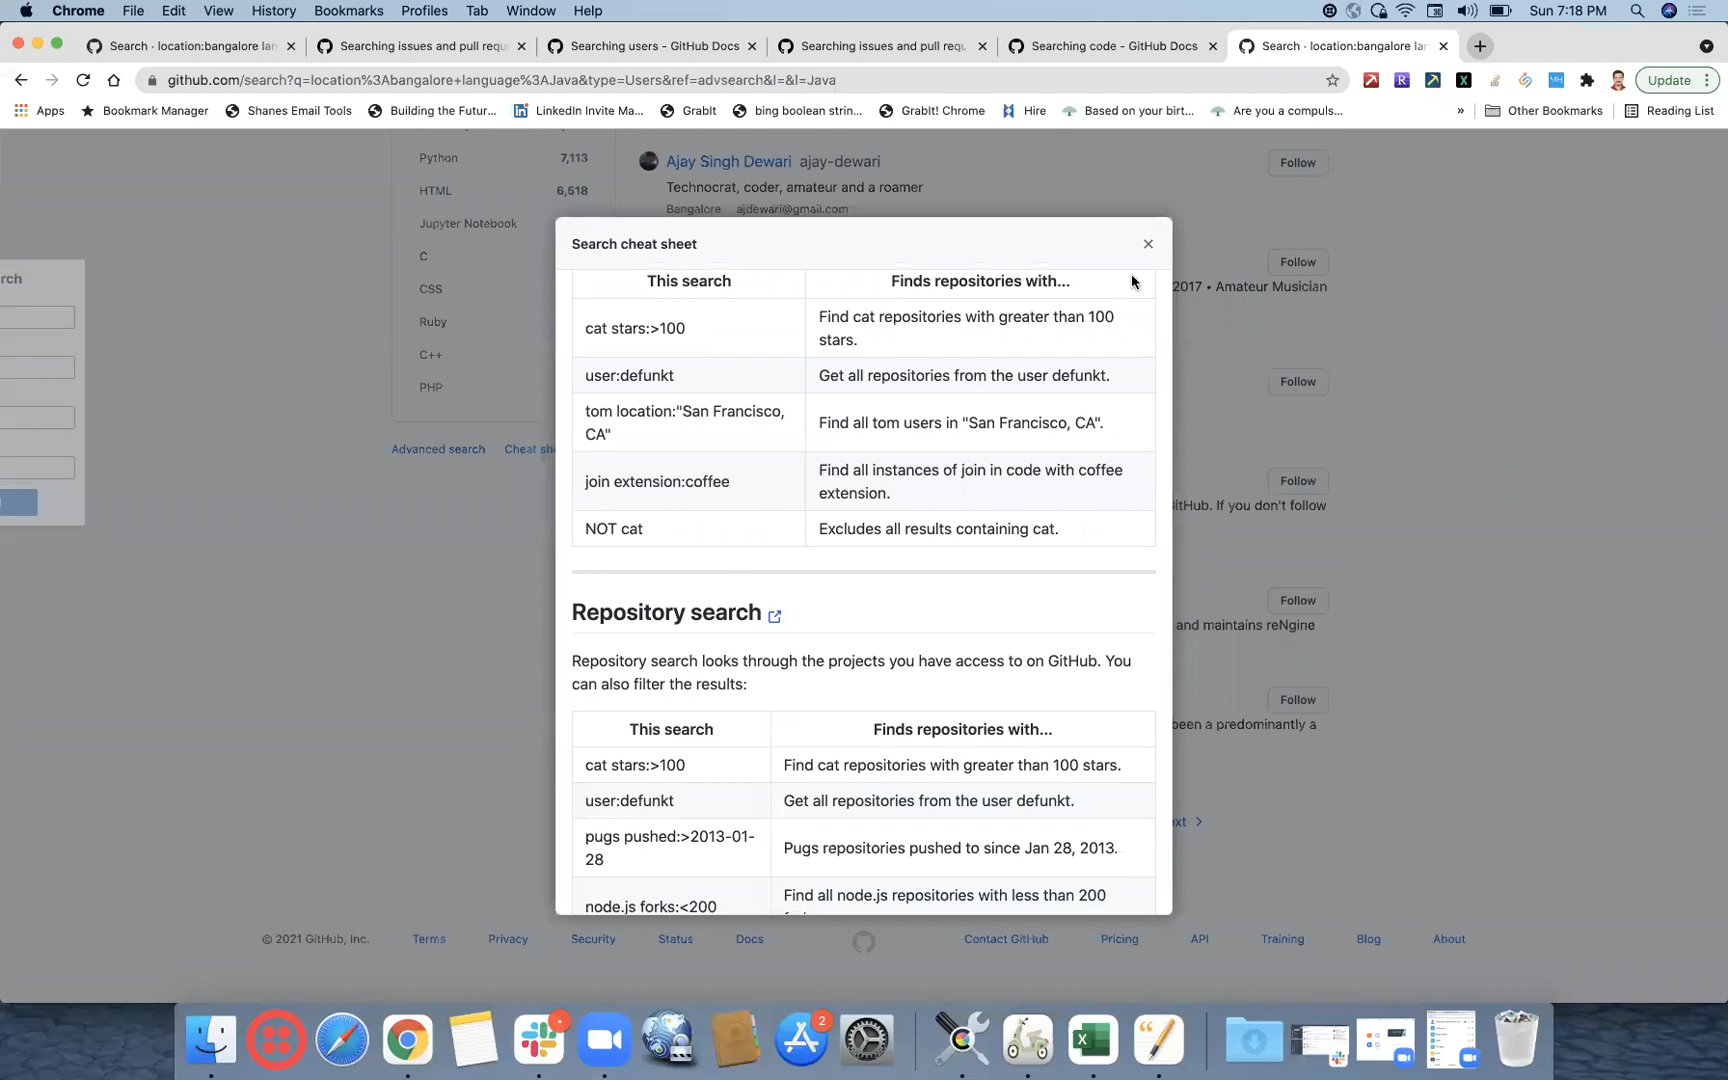 Chrome File Edit View History Bookmarks Profiles Tab Window Help Sun 7:18 PM
Search · location:bangalore lan
Searching issues and pull requ
Searching users - GitHub Docs
Searching issues and pull requ
Searching code - GitHub Docs
Search · location:bangalore lan
github.com/search?q=location%3Abangalore+language%3AJava&type=Users&ref=advsearch&l=&l=Java
Update
Apps Bookmark Manager Shanes Email Tools Building the Futur... LinkedIn Invite Ma... GrabIt bing boolean strin... GrabIt! Chrome Hire Based on your birt... Are you a compuls... » Other Bookmarks Reading List
Python 7,113
HTML 6,518
Jupyter Notebook
C
CSS
Ruby
C++
PHP
Advanced search Cheat she
rch
Ajay Singh Dewari ajay-dewari
Follow
Technocrat, coder, amateur and a roamer
Bangalore ajdewari@gmail.com
Follow
2017 • Amateur Musician
Follow
Follow
itHub. If you don't follow
Follow
and maintains reNgine
Follow
been a predominantly a
ext
Search cheat sheet
This search Finds repositories with...
cat stars:>100 Find cat repositories with greater than 100
stars.
user:defunkt Get all repositories from the user defunkt.
tom location:"San Francisco,
CA" Find all tom users in "San Francisco, CA".
join extension:coffee Find all instances of join in code with coffee
extension.
NOT cat Excludes all results containing cat.
Repository search
Repository search looks through the projects you have access to on GitHub. You
can also filter the results:
This search Finds repositories with...
cat stars:>100 Find cat repositories with greater than 100 stars.
user:defunkt Get all repositories from the user defunkt.
pugs pushed:>2013-01-
28 Pugs repositories pushed to since Jan 28, 2013.
node.js forks:<200 Find all node.js repositories with less than 200
© 2021 GitHub, Inc. Terms Privacy Security Status Docs Contact GitHub Pricing API Training Blog About
2